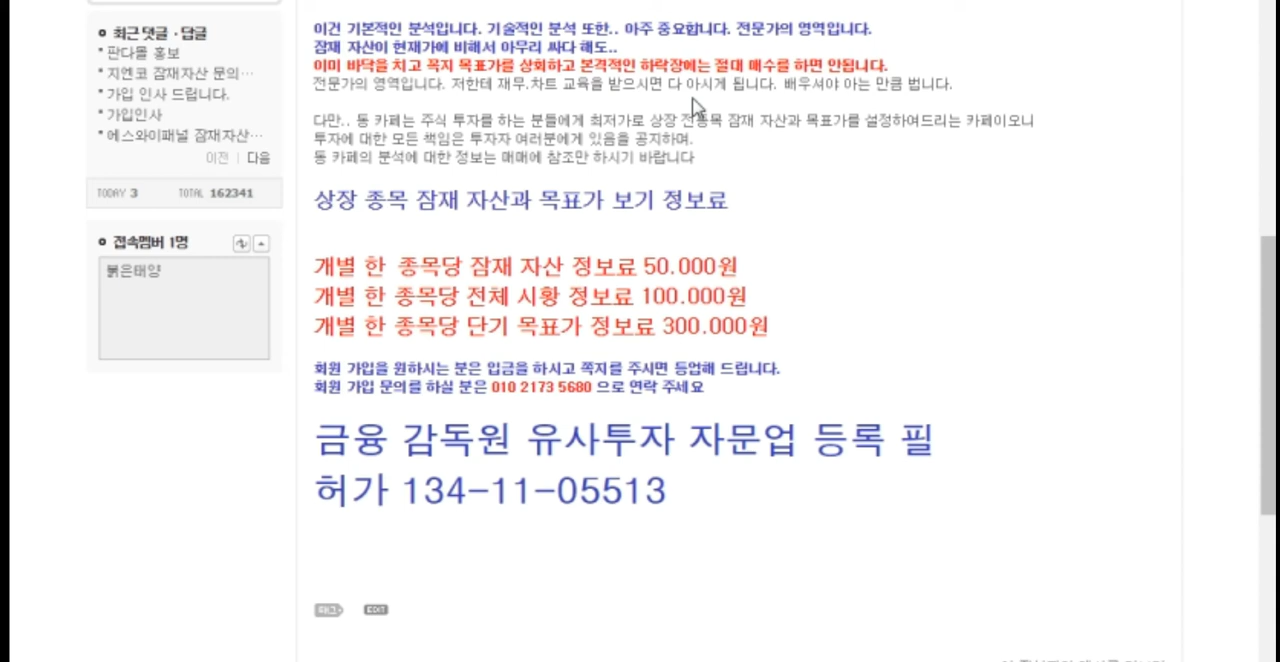 최근 댓글 · 답글
판다몰 홍보
지엔코 잠재자산 문의…
가입 인사 드립니다.
가입인사
에스와이패널 잠재자산…
이전 | 다음
TODAY 3 TOTAL 162341
접속멤버 1명
붉은태양
이건 기본적인 분석입니다. 기술적인 분석 또한.. 아주 중요합니다. 전문가의 영역입니다.
잠재 자산이 현재가에 비해서 아무리 싸다 해도..
이미 바닥을 치고 꼭지 목표가를 상회하고 본격적인 하락장에는 절대 매수를 하면 안됩니다.
전문가의 영역입니다. 저한테 재무.차트 교육을 받으시면 다 아시게 됩니다. 배우셔야 아는 만큼 법니다.
다만.. 동 카페는 주식 투자를 하는 분들에게 최저가로 상장 전종목 잠재 자산과 목표가를 설정하여드리는 카페이오니
투자에 대한 모든 책임은 투자자 여러분에게 있음을 공지하며.
동 카페의 분석에 대한 정보는 매매에 참조만 하시기 바랍니다
상장 종목 잠재 자산과 목표가 보기 정보료
개별 한 종목당 잠재 자산 정보료 50.000원
개별 한 종목당 전체 시황 정보료 100.000원
개별 한 종목당 단기 목표가 정보료 300.000원
회원 가입을 원하시는 분은 입금을 하시고 쪽지를 주시면 등업해 드립니다.
회원 가입 문의를 하실 분은 010 2173 5680 으로 연락 주세요
금융 감독원 유사투자 자문업 등록 필
허가 134-11-05513
태그 EDIT